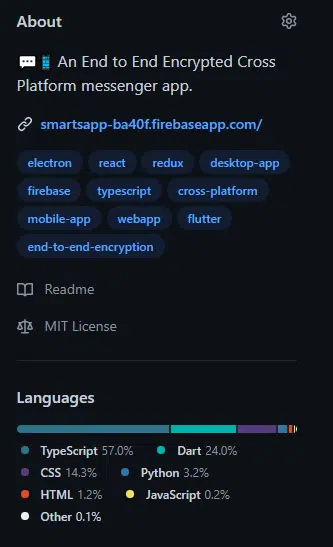 About
💬📱 An End to End Encrypted Cross
Platform messenger app.
smartsapp-ba40f.firebaseapp.com/
electron react redux desktop-app
firebase typescript cross-platform
mobile-app webapp flutter
end-to-end-encryption
Readme
MIT License
Languages
TypeScript 57.0% Dart 24.0%
CSS 14.3% Python 3.2%
HTML 1.2% JavaScript 0.2%
Other 0.1%